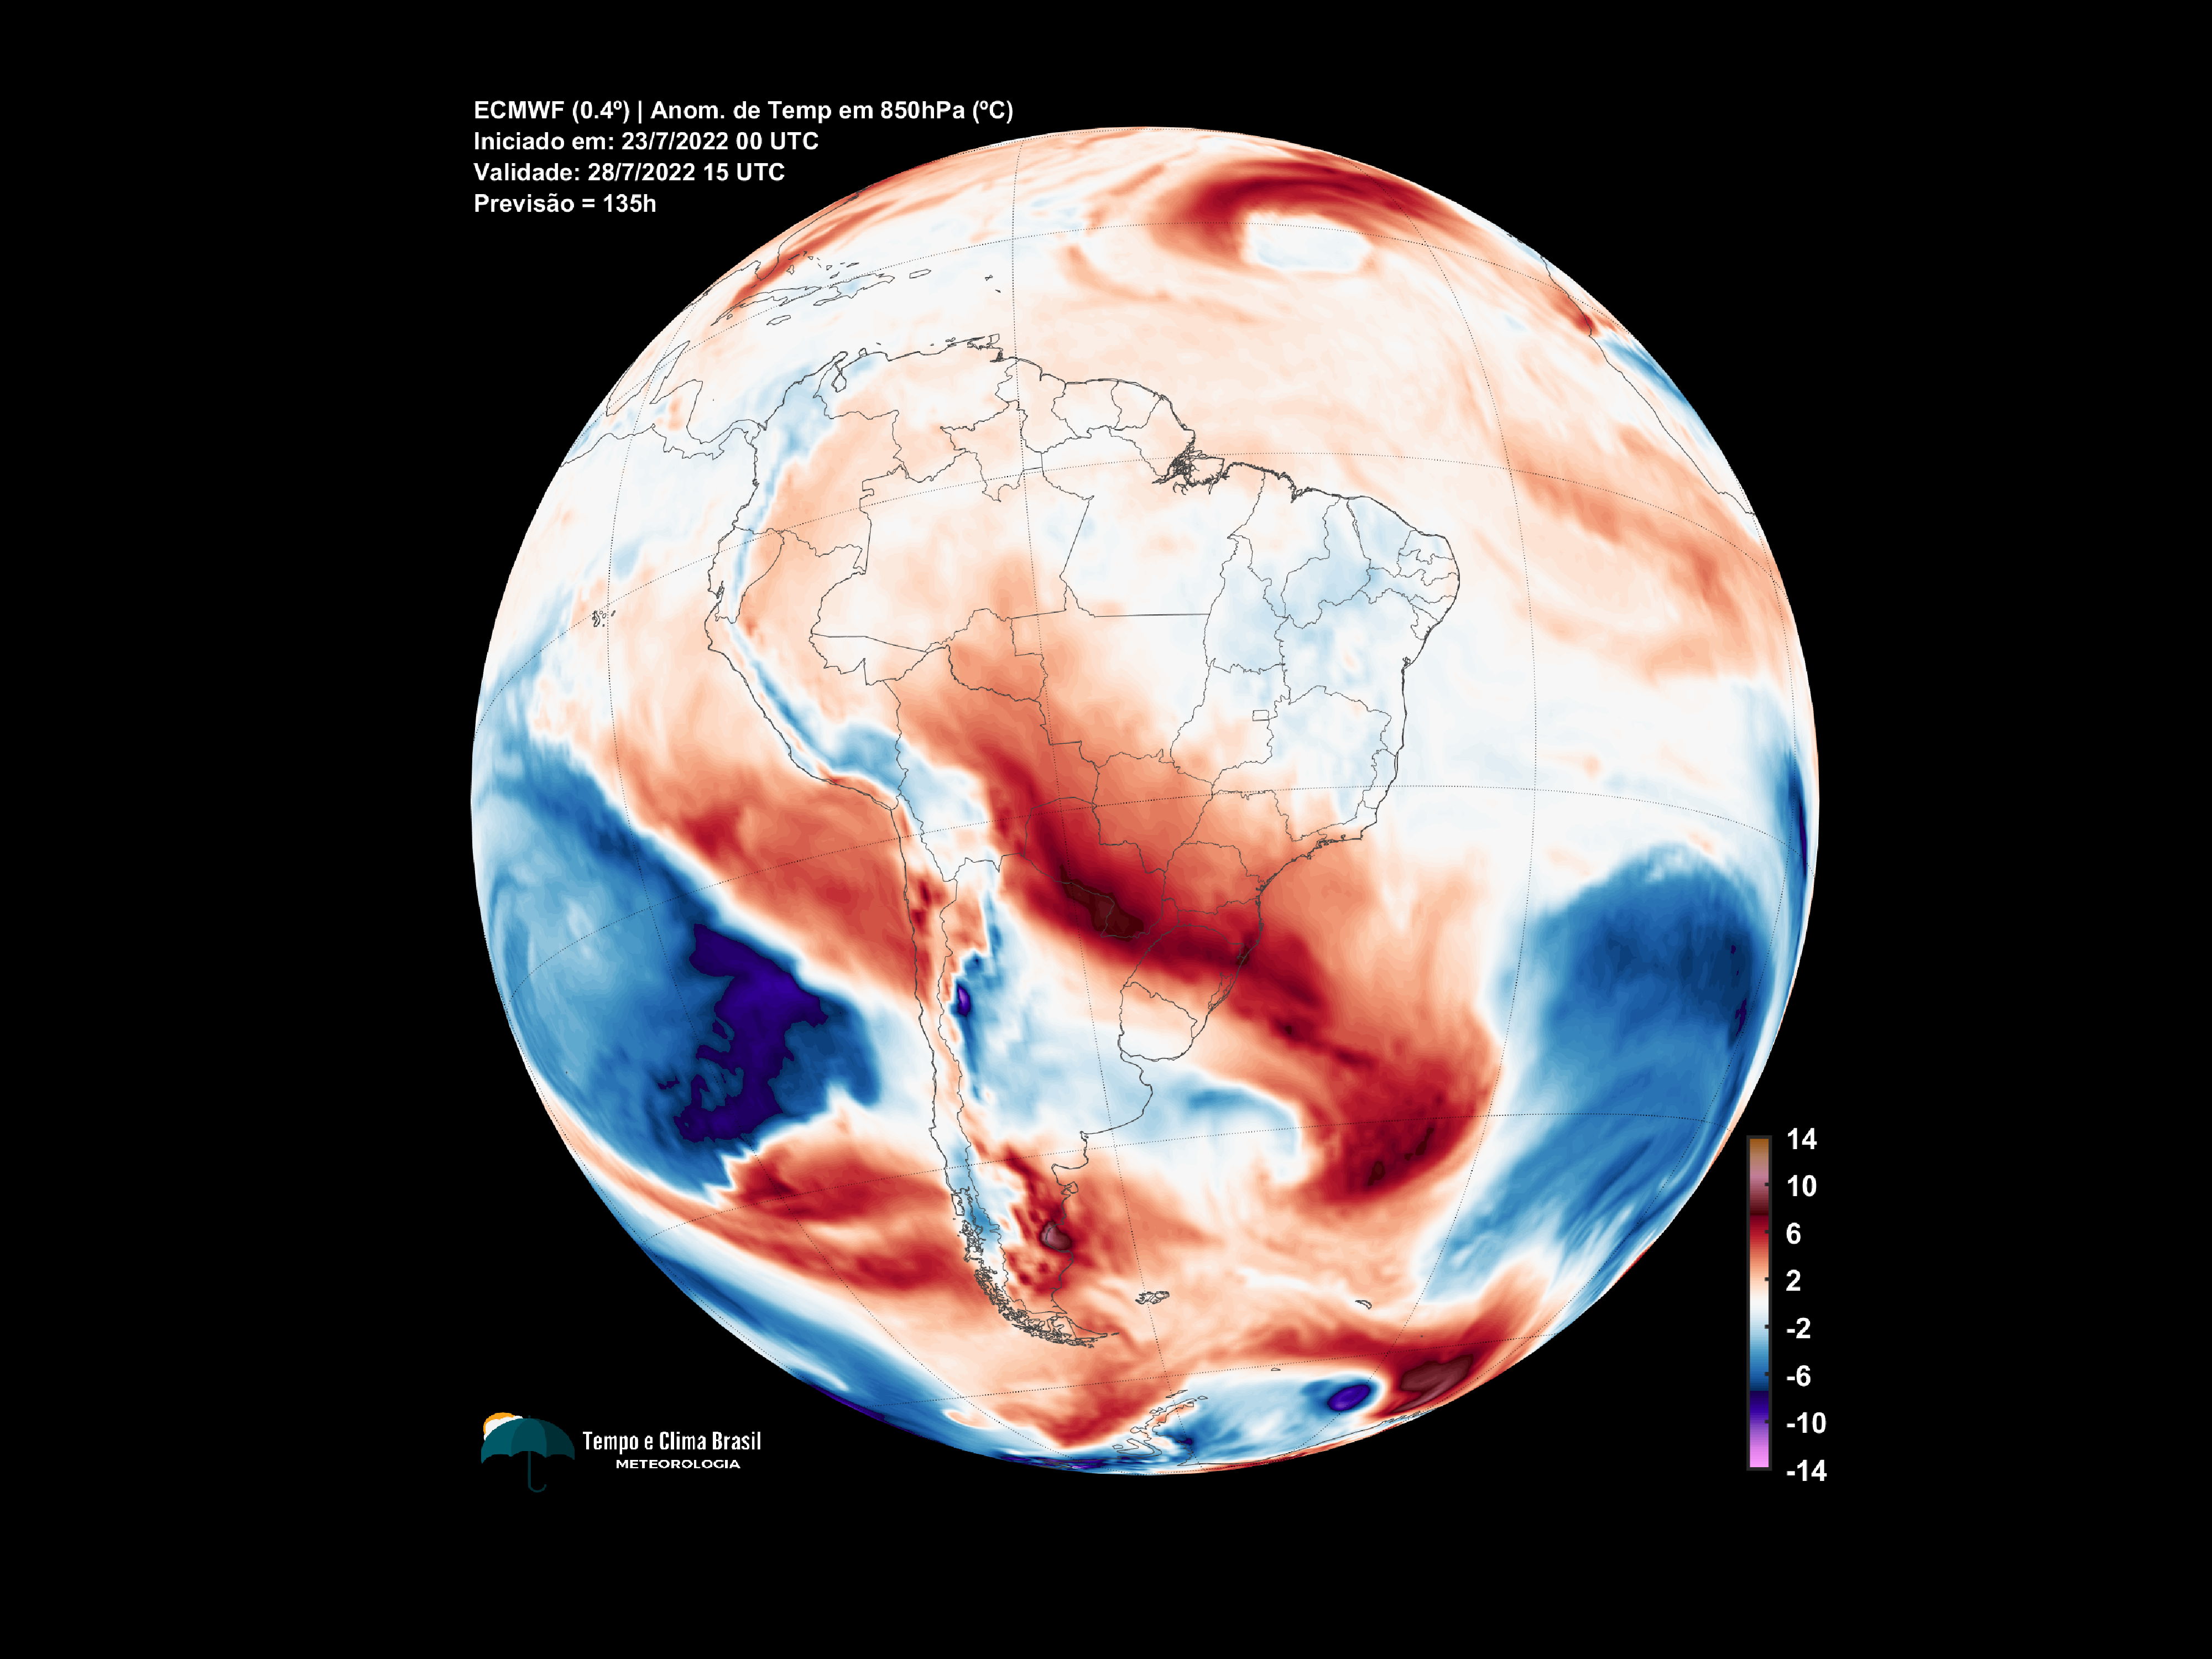 ECMWF (0.4º) | Anom. de Temp em 850hPa (ºC)
Iniciado em: 23/7/2022 00 UTC
Validade: 28/7/2022 15 UTC
Previsão = 135h
14
10
6
2
-2
-6
-10
-14
Tempo e Clima Brasil
METEOROLOGIA